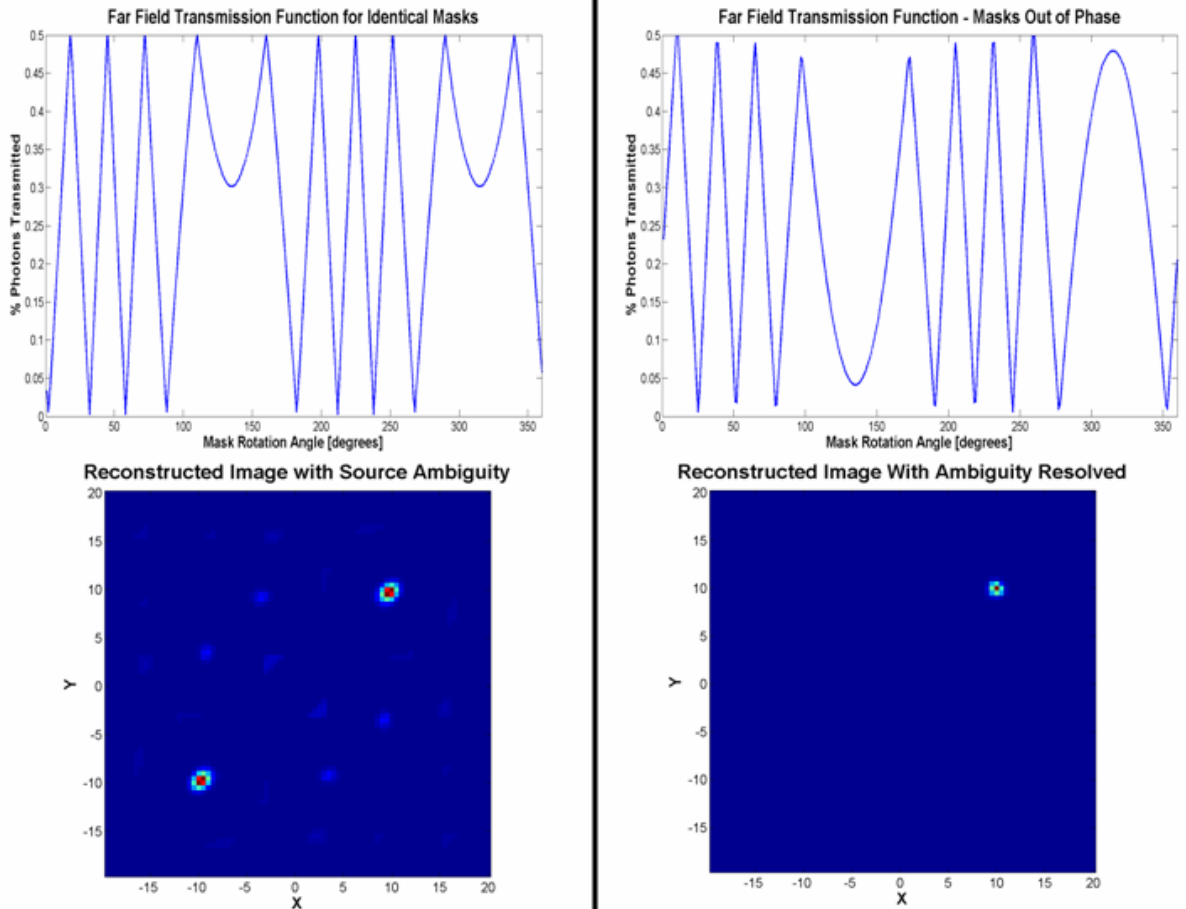 Far Field Transmission Function for Identical Masks
% Photons Transmitted
0.5
0.45
0.4
0.35
0.3
0.25
0.2
0.15
0.1
0.05
0
0 50 100 150 200 250 300 350
Mask Rotation Angle [degrees]
Reconstructed Image with Source Ambiguity
Y
20
15
10
5
0
-5
-10
-15
-15 -10 -5 0 5 10 15 20
X
Far Field Transmission Function - Masks Out of Phase
% Photons Transmitted
0.5
0.45
0.4
0.35
0.3
0.25
0.2
0.15
0.1
0.05
0
0 50 100 150 200 250 300 350
Mask Rotation Angle [degrees]
Reconstructed Image With Ambiguity Resolved
Y
20
15
10
5
0
-5
-10
-15
-15 -10 -5 0 5 10 15 20
X